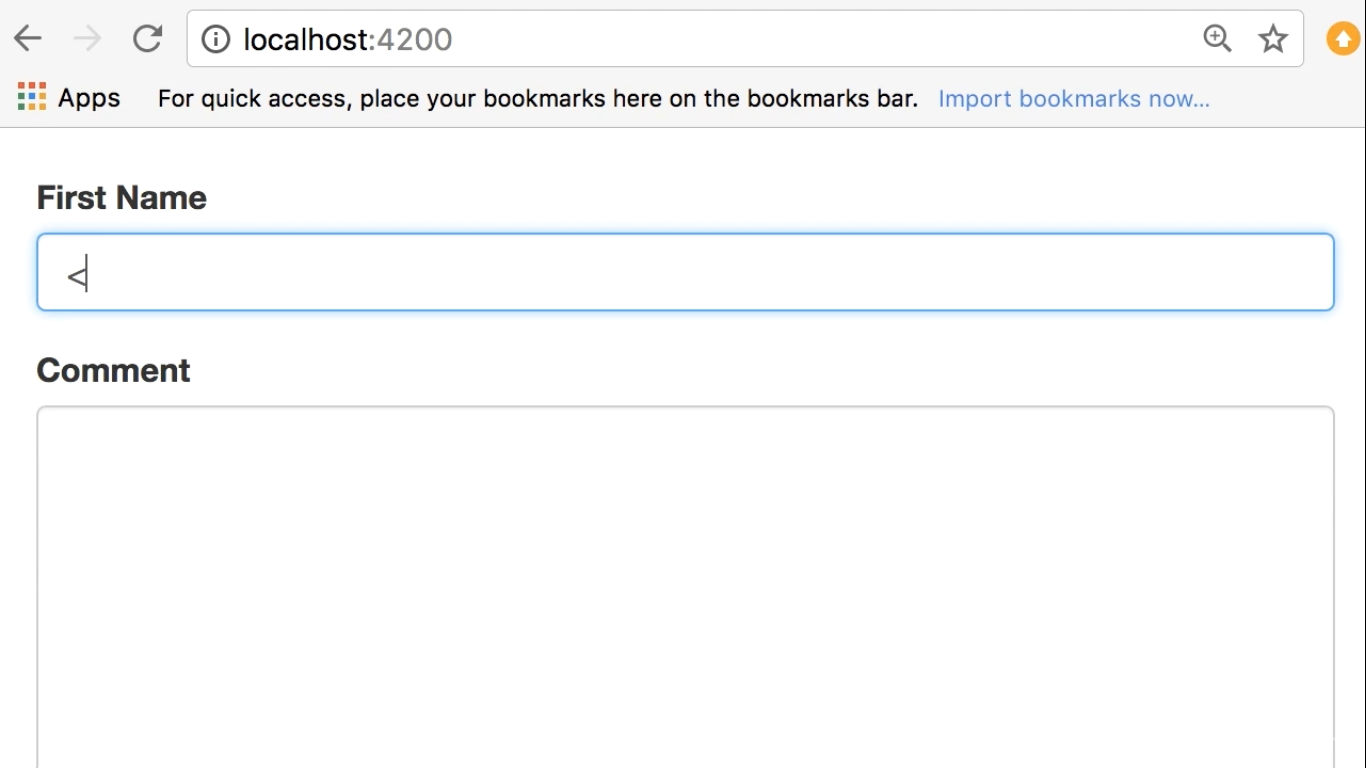 localhost:4200
Apps For quick access, place your bookmarks here on the bookmarks bar. Import bookmarks now...
First Name
<
Comment